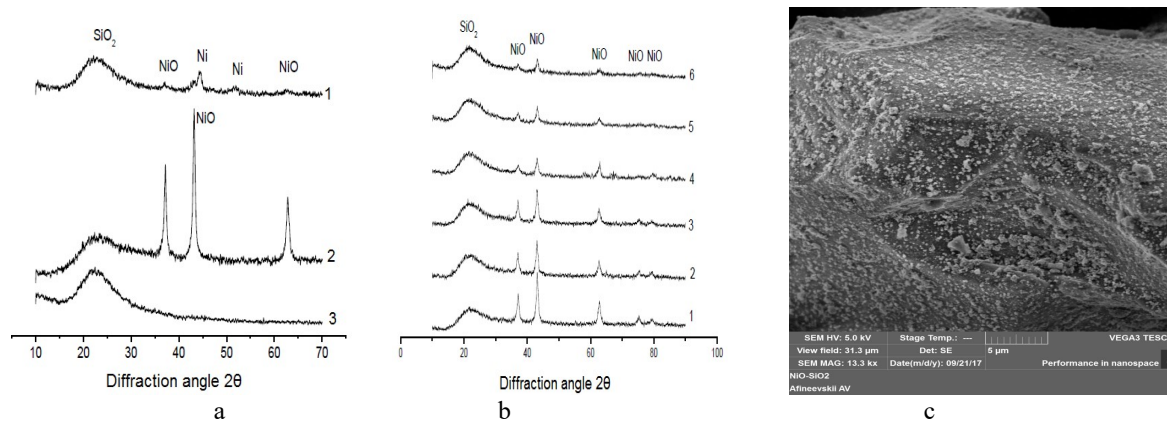 SiO2
NiO
Ni
Ni
NiO
1
NiO
2
3
10 20 30 40 50 60 70
Diffraction angle 2θ
a
SiO2
NiO
NiO
NiO
NiO NiO
6
5
4
3
2
1
0 20 40 60 80 100
Diffraction angle 2θ
b
SEM HV: 5.0 kV Stage Temp.: --- VEGA3 TESC
View field: 31.3 µm Det: SE 5 µm
SEM MAG: 13.3 kx Date(m/d/y): 09/21/17 Performance in nanospace
NiO-SiO2
Afineevskii AV
c